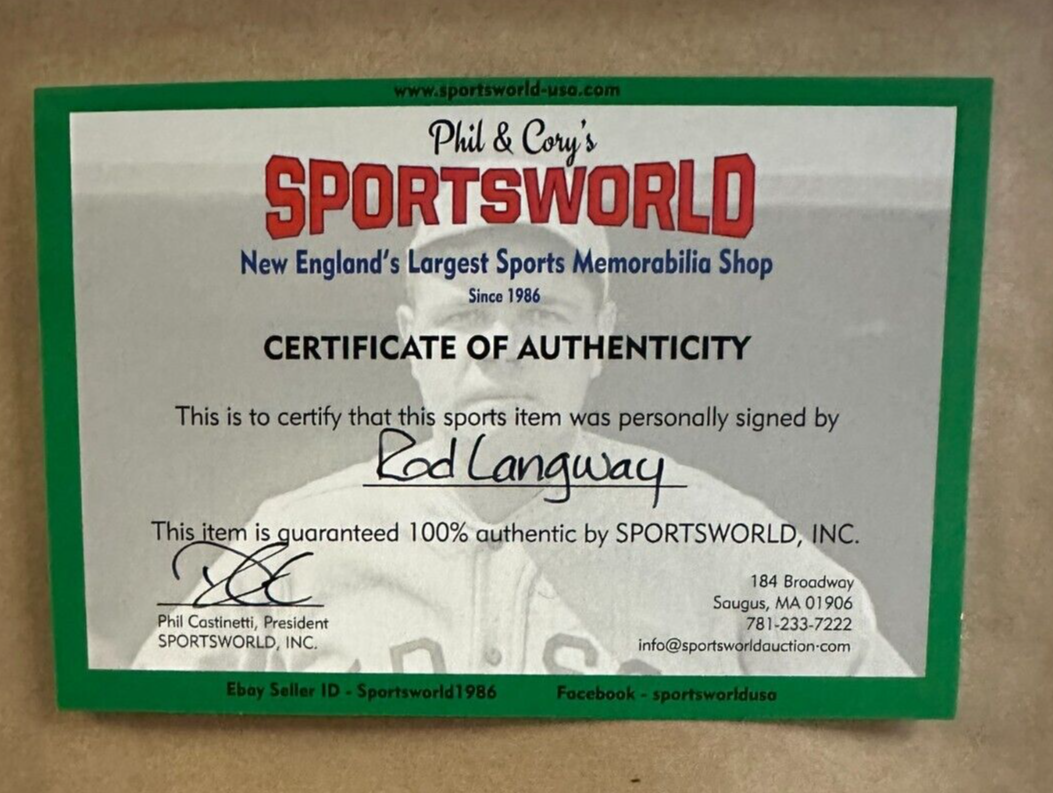 www.sportsworld-usa.com
Phil & Cory's
SPORTSWORLD
New England's Largest Sports Memorabilia Shop
Since 1986
CERTIFICATE OF AUTHENTICITY
This is to certify that this sports item was personally signed by
Rod Langway
This item is guaranteed 100% authentic by SPORTSWORLD, INC.
Phil Castinetti, President
SPORTSWORLD, INC.
184 Broadway
Saugus, MA 01906
781-233-7222
info@sportsworldauction.com
Ebay Seller ID - Sportsworld1986 Facebook - sportsworldusa